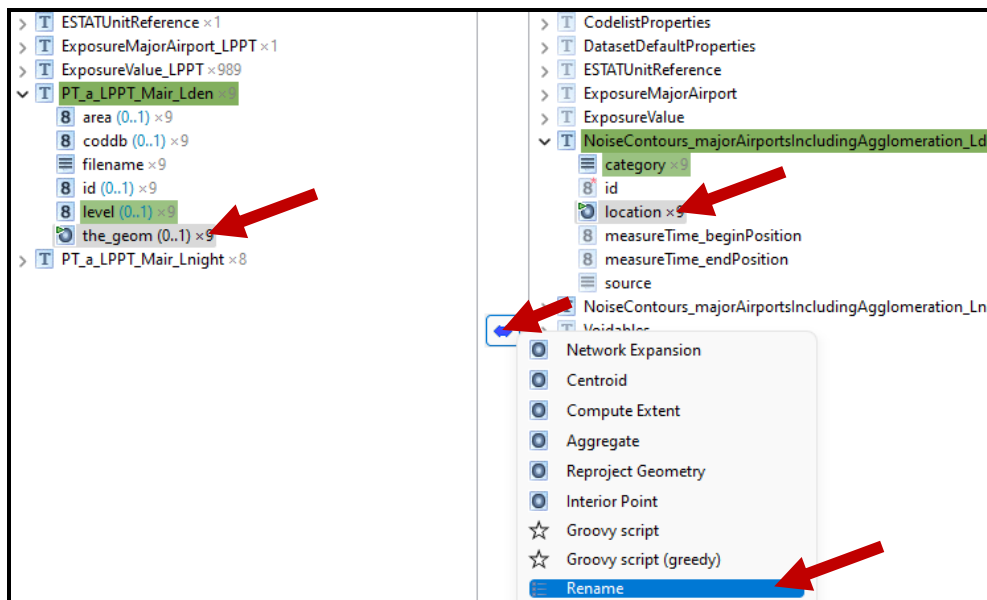 ESTATUnitReference ×1
ExposureMajorAirport_LPPT ×1
ExposureValue_LPPT ×989
PT_a_LPPT_Mair_Lden ×9
area (0..1) ×9
coddb (0..1) ×9
filename ×9
id (0..1) ×9
level (0..1) ×9
the_geom (0..1) ×9
PT_a_LPPT_Mair_Lnight ×8
CodelistProperties
DatasetDefaultProperties
ESTATUnitReference
ExposureMajorAirport
ExposureValue
NoiseContours_majorAirportsIncludingAgglomeration_Ld
category ×9
id
location ×9
measureTime_beginPosition
measureTime_endPosition
source
NoiseContours_majorAirportsIncludingAgglomeration_Ln
Voidables
Network Expansion
Centroid
Compute Extent
Aggregate
Reproject Geometry
Interior Point
Groovy script
Groovy script (greedy)
Rename